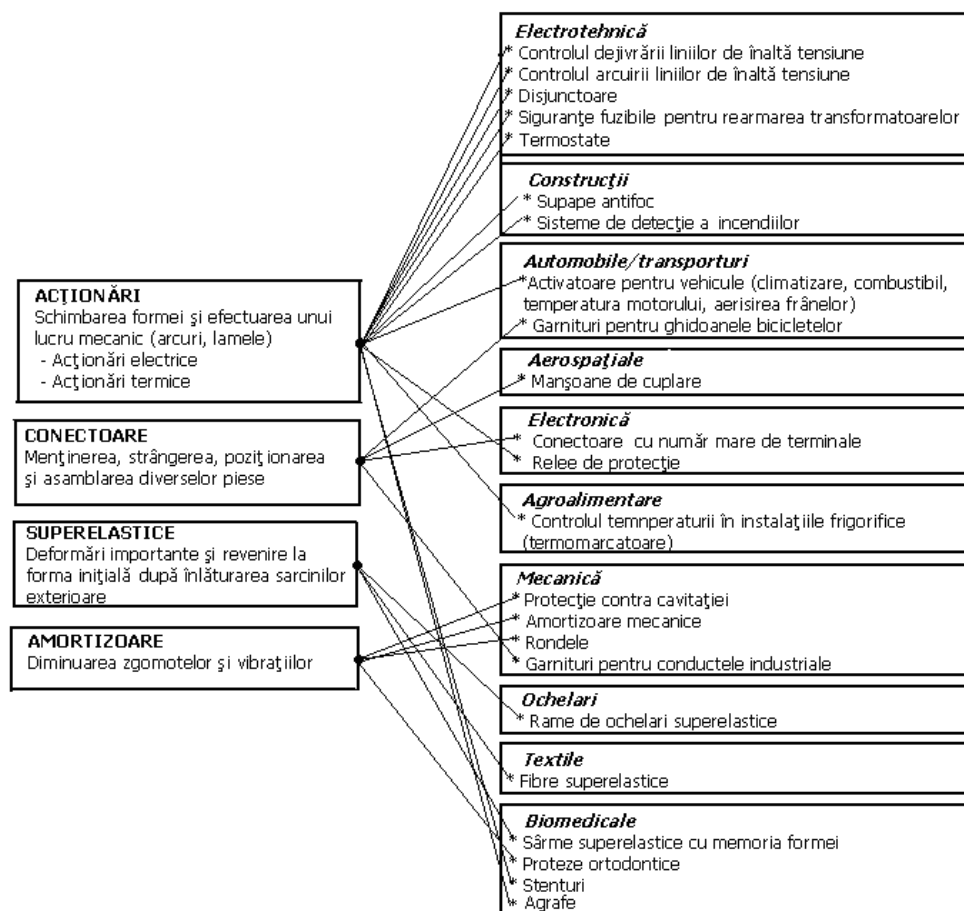 ACŢIONĂRI
Schimbarea formei şi efectuarea unui
lucru mecanic (arcuri, lamele)
- Acţionări electrice
- Acţionări termice
CONECTOARE
Menţinerea, strângerea, poziţionarea
şi asamblarea diverselor piese
SUPERELASTICE
Deformări importante şi revenire la
forma iniţială după înlăturarea sarcinilor
exterioare
AMORTIZOARE
Diminuarea zgomotelor şi vibraţiilor
Electrotehnică
* Controlul dejivrării liniilor de înaltă tensiune
* Controlul arcuirii liniilor de înaltă tensiune
* Disjunctoare
* Siguranţe fuzibile pentru rearmarea transformatoarelor
* Termostate
Construcţii
* Supape antifoc
* Sisteme de detecţie a incendiilor
Automobile/transporturi
*Activatoare pentru vehicule (climatizare, combustibil,
temperatura motorului, aerisirea frânelor)
* Garnituri pentru ghidoanele bicicletelor
Aerospaţiale
* Manşoane de cuplare
Electronică
* Conectoare cu număr mare de terminale
* Relee de protecţie
Agroalimentare
* Controlul temnperaturii în instalaţiile frigorifice
(termomarcatoare)
Mecanică
* Protecţie contra cavitaţiei
* Amortizoare mecanice
* Rondele
* Garnituri pentru conductele industriale
Ochelari
* Rame de ochelari superelastice
Textile
* Fibre superelastice
Biomedicale
* Sârme superelastice cu memoria formei
* Proteze ortodontice
* Stenturi
* Agrafe